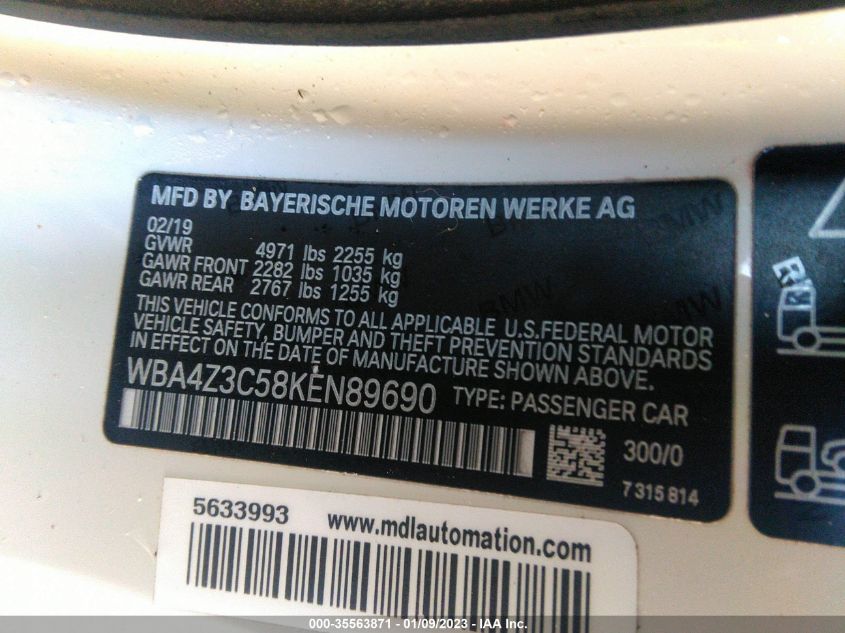 MFD BY BAYERISCHE MOTOREN WERKE AG
02/19
GVWR 4971 lbs 2255 kg
GAWR FRONT 2282 lbs 1035 kg
GAWR REAR 2767 lbs 1255 kg
THIS VEHICLE CONFORMS TO ALL APPLICABLE U.S.FEDERAL MOTOR
VEHICLE SAFETY, BUMPER AND THEFT PREVENTION STANDARDS
IN EFFECT ON THE DATE OF MANUFACTURE SHOWN ABOVE.
WBA4Z3C58KEN89690 TYPE: PASSENGER CAR
300/0
7 315 814
5633993 www.mdlautomation.com
000-35563871 - 01/09/2023 - IAA Inc.